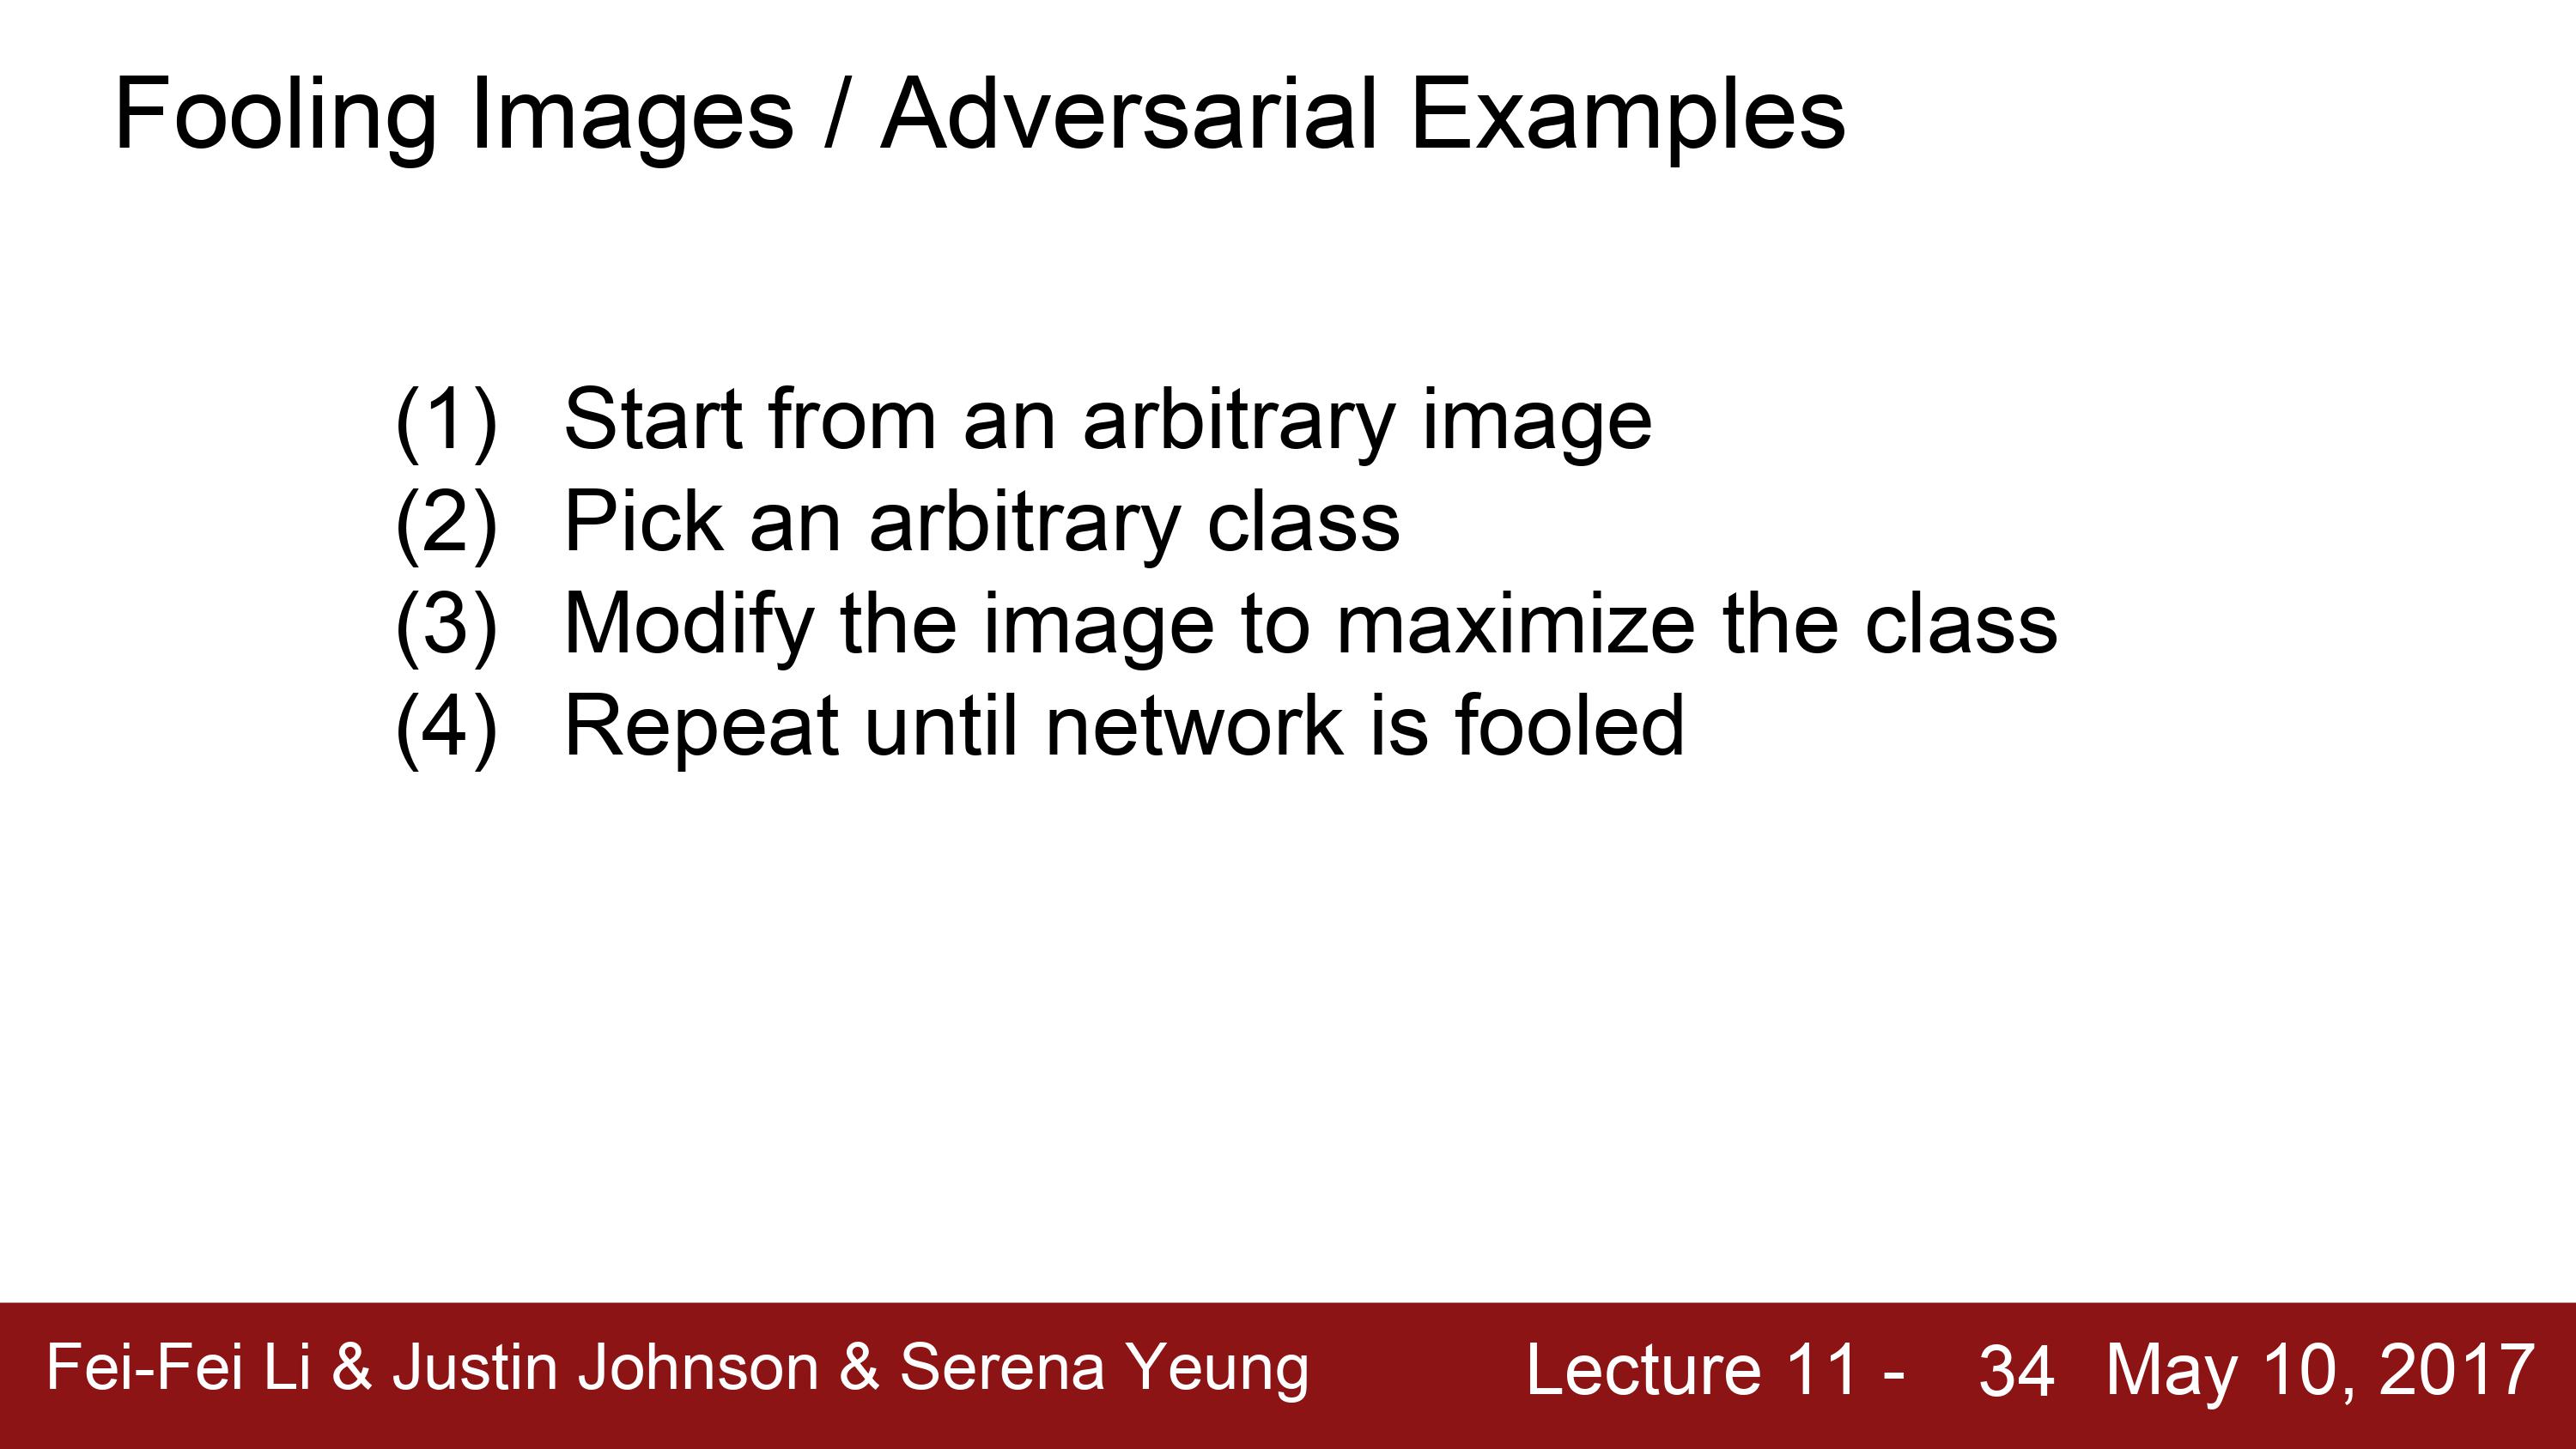 Fooling Images / Adversarial Examples
(1) Start from an arbitrary image
(2) Pick an arbitrary class
(3) Modify the image to maximize the class
(4) Repeat until network is fooled
Fei-Fei Li & Justin Johnson & Serena Yeung Lecture 11 - 34 May 10, 2017